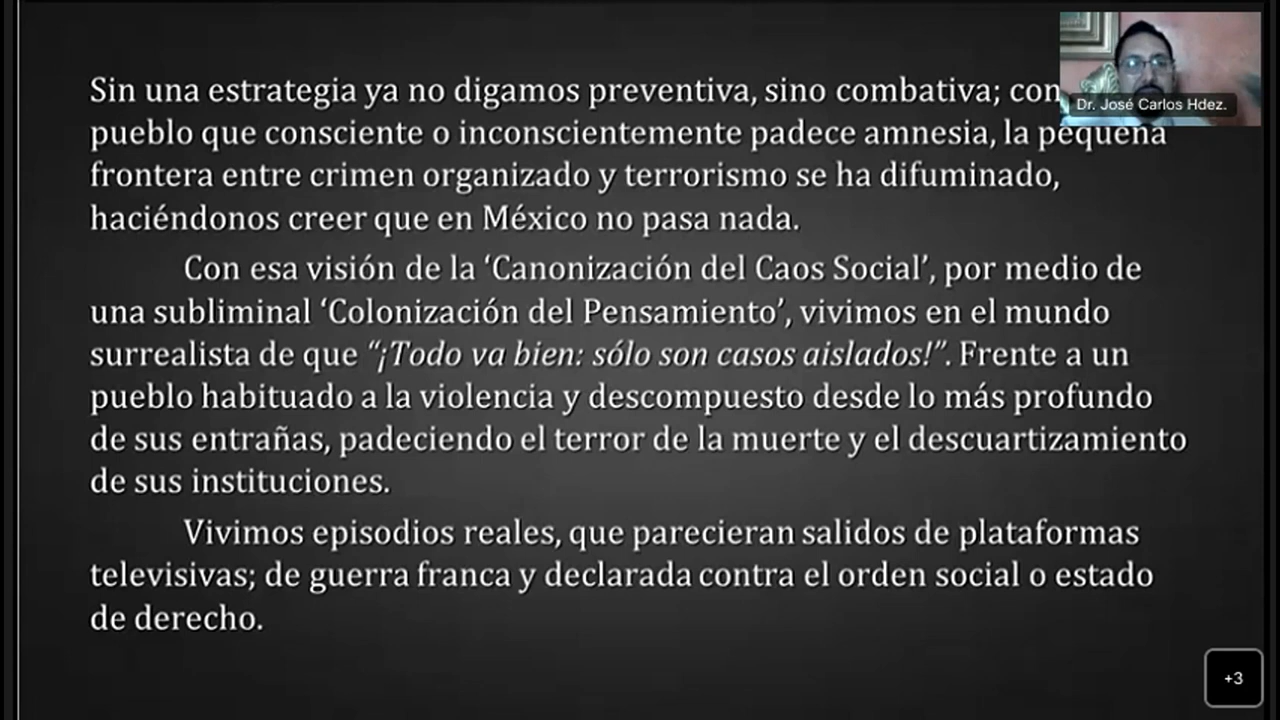 Sin una estrategia ya no digamos preventiva, sino combativa; con
Dr. José Carlos Hdez.
pueblo que consciente o inconscientemente padece amnesia, la pequeña
frontera entre crimen organizado y terrorismo se ha difuminado,
haciéndonos creer que en México no pasa nada.
Con esa visión de la ‘Canonización del Caos Social’, por medio de
una subliminal ‘Colonización del Pensamiento’, vivimos en el mundo
surrealista de que “¡Todo va bien: sólo son casos aislados!”. Frente a un
pueblo habituado a la violencia y descompuesto desde lo más profundo
de sus entrañas, padeciendo el terror de la muerte y el descuartizamiento
de sus instituciones.
Vivimos episodios reales, que parecieran salidos de plataformas
televisivas; de guerra franca y declarada contra el orden social o estado
de derecho.
+3